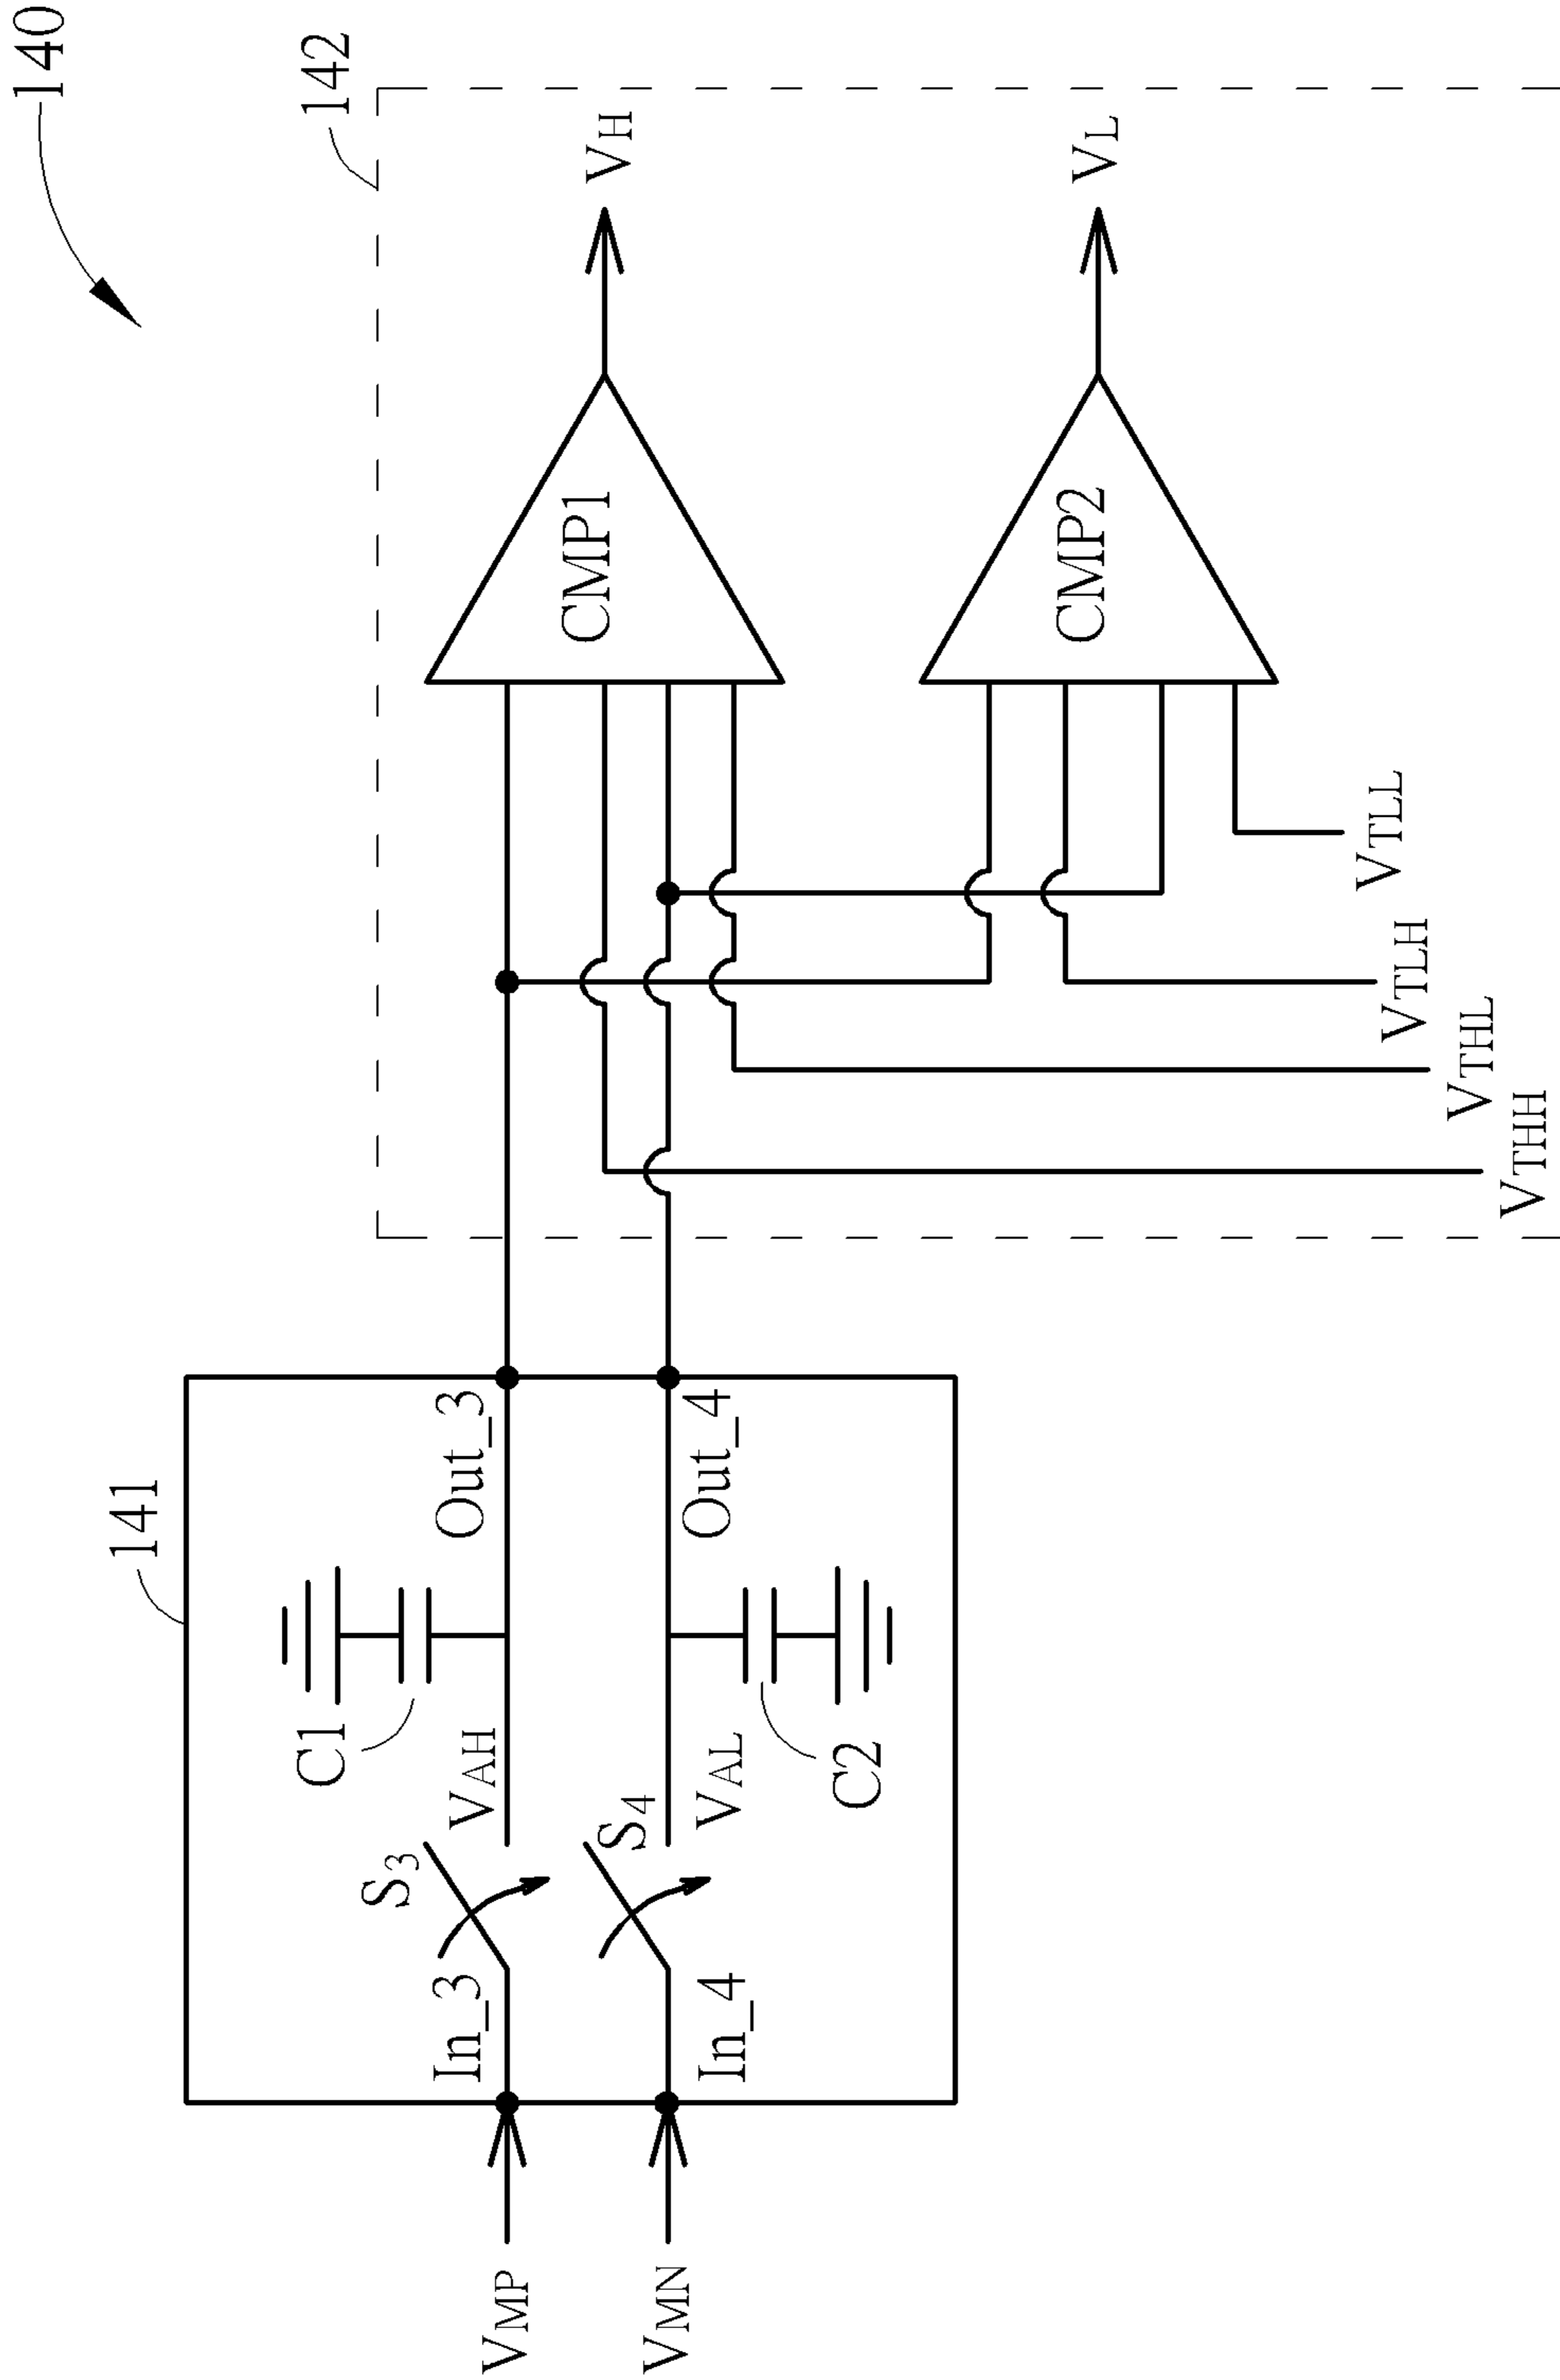 140
142
141
VH
CMP1
VL
CMP2
C1
S3
VAH
Out_3
In_3
VMP
S4
VAL
Out_4
In_4
VMN
C2
VTLL
VTLH
VTHL
VTHH